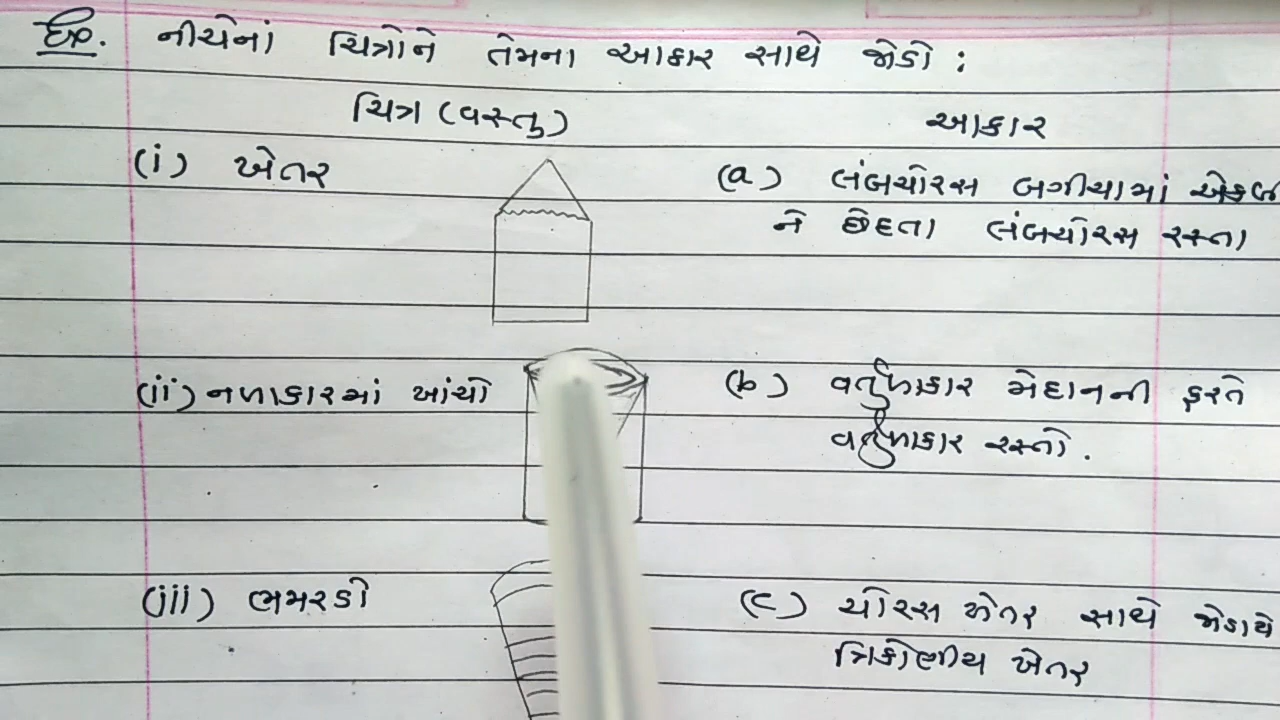 ઉદા. નીચેનાં ચિત્રોને તેમના આકાર સાથે જોડો :
ચિત્ર (વસ્તુ) આકાર
(i) ખેતર (a) લંબચોરસ બગીચામાં
ને છેદતા લંબચોરસ રસ્તા
(ii) નળાકારમાં ખાંચો (b) વર્તુળાકાર મેદાનની ફરતે
વર્તુળાકાર રસ્તો.
(iii) ભમરડો (c) ચોરસ ખેતર સાથે
ત્રિકોણીય ખેતર